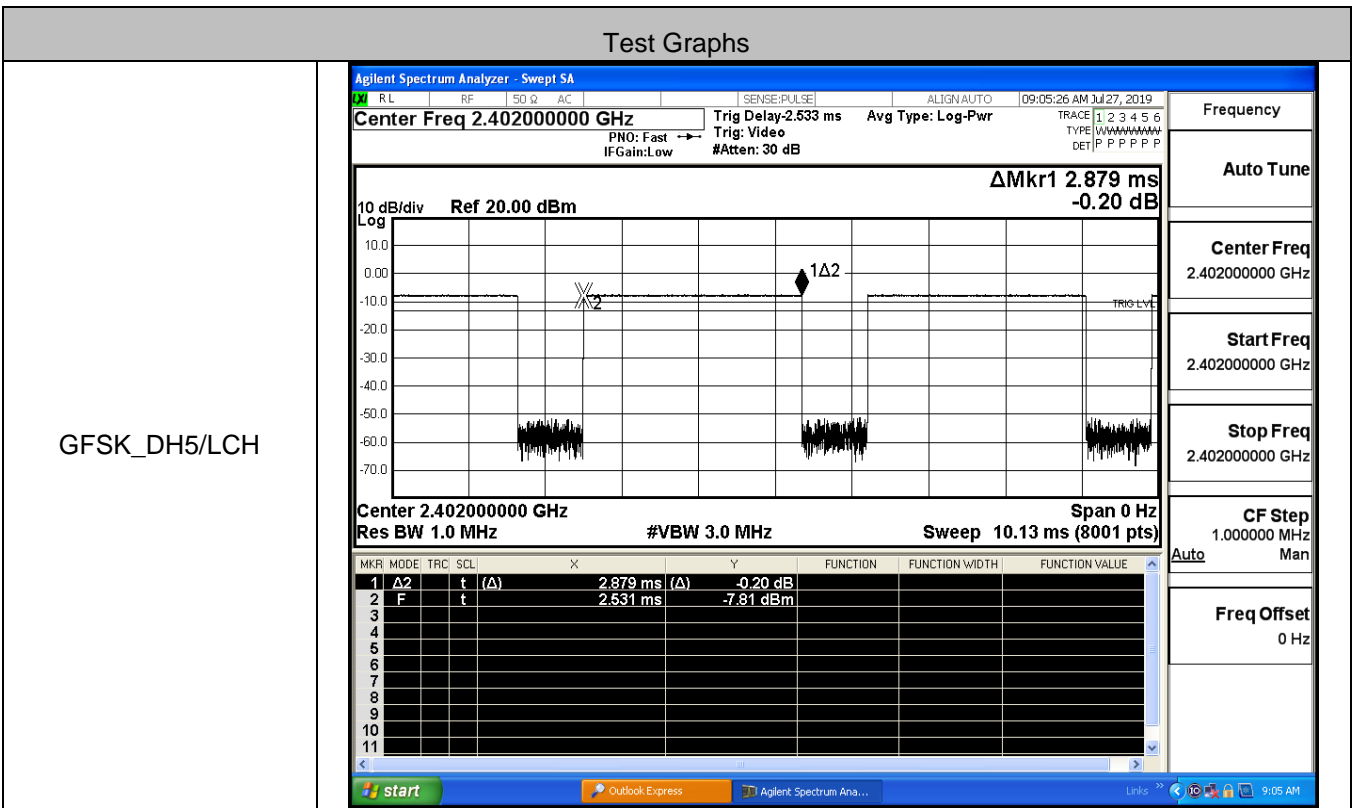 Test Graphs
GFSK_DH5/LCH
Agilent Spectrum Analyzer - Swept SA
LXI RL RF 50 Ω AC SENSE:PULSE ALIGN AUTO 09:05:26 AM Jul 27, 2019
Center Freq 2.402000000 GHz
PNO: Fast
IFGain:Low
Trig Delay-2.533 ms
Trig: Video
#Atten: 30 dB
Avg Type: Log-Pwr
TRACE 1 2 3 4 5 6
TYPE WWWWWW
DET P P P P P P
ΔMkr1 2.879 ms
-0.20 dB
10 dB/div Ref 20.00 dBm
Log
10.0
0.00
-10.0
-20.0
-30.0
-40.0
-50.0
-60.0
-70.0
1Δ2
2
TRIG LVL
Center 2.402000000 GHz Span 0 Hz
Res BW 1.0 MHz #VBW 3.0 MHz Sweep 10.13 ms (8001 pts)
MKR MODE TRC SCL X Y FUNCTION FUNCTION WIDTH FUNCTION VALUE
1 Δ2 t (Δ) 2.879 ms (Δ) -0.20 dB
2 F t 2.531 ms -7.81 dBm
3
4
5
6
7
8
9
10
11
Frequency
Auto Tune
Center Freq
2.402000000 GHz
Start Freq
2.402000000 GHz
Stop Freq
2.402000000 GHz
CF Step
1.000000 MHz
Auto Man
Freq Offset
0 Hz
start Outlook Express Agilent Spectrum Ana... Links » 9:05 AM